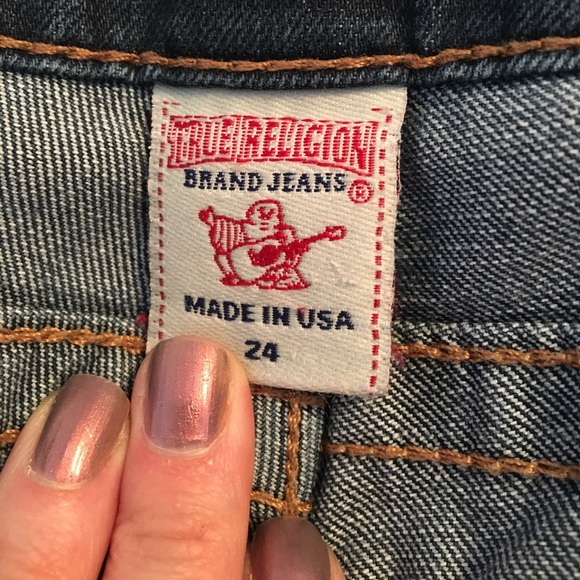 TRUE RELIGION
BRAND JEANS ®
MADE IN USA
24